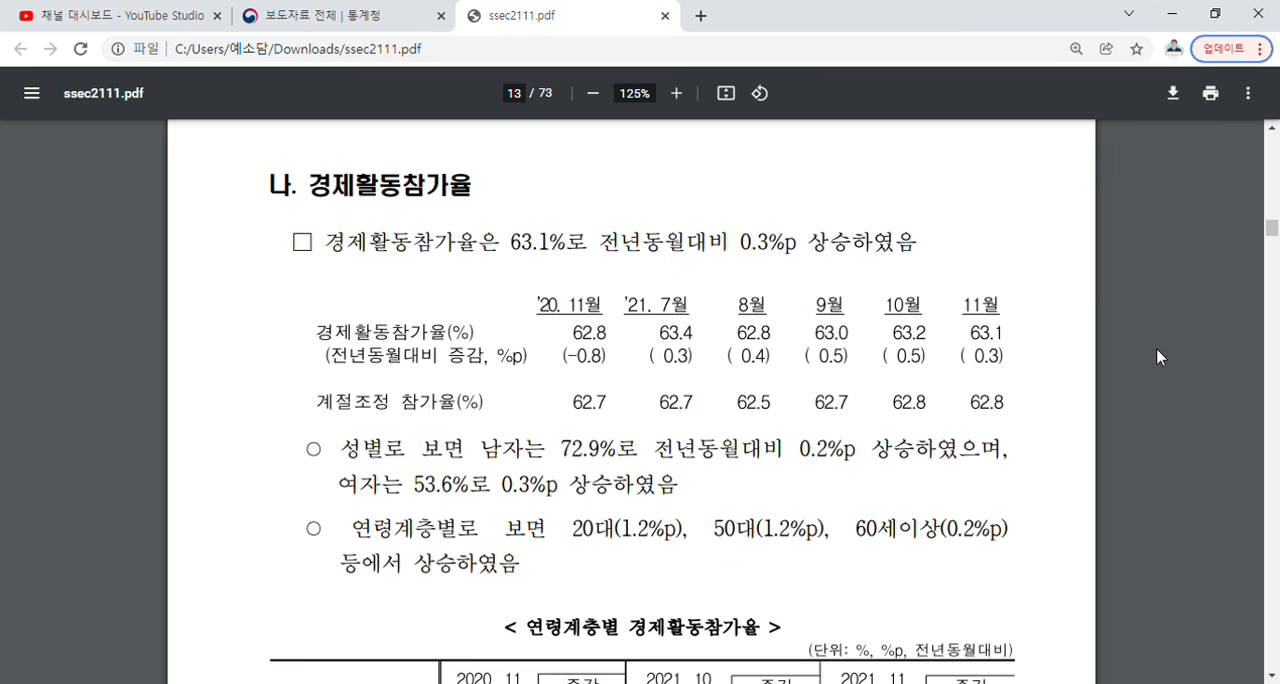 채널 대시보드 - YouTube Studio
보도자료 전체 | 통계청
ssec2111.pdf
파일 | C:/Users/예소담/Downloads/ssec2111.pdf
업데이트
ssec2111.pdf
13 / 73
125%
나. 경제활동참가율
□ 경제활동참가율은 63.1%로 전년동월대비 0.3%p 상승하였음
'20. 11월 '21. 7월 8월 9월 10월 11월
경제활동참가율(%) 62.8 63.4 62.8 63.0 63.2 63.1
(전년동월대비 증감, %p) (-0.8) ( 0.3) ( 0.4) ( 0.5) ( 0.5) ( 0.3)
계절조정 참가율(%) 62.7 62.7 62.5 62.7 62.8 62.8
○ 성별로 보면 남자는 72.9%로 전년동월대비 0.2%p 상승하였으며,
여자는 53.6%로 0.3%p 상승하였음
○ 연령계층별로 보면 20대(1.2%p), 50대(1.2%p), 60세이상(0.2%p)
등에서 상승하였음
< 연령계층별 경제활동참가율 >
(단위: %, %p, 전년동월대비)
2020. 11 증감 2021. 10 증감 2021. 11 증감